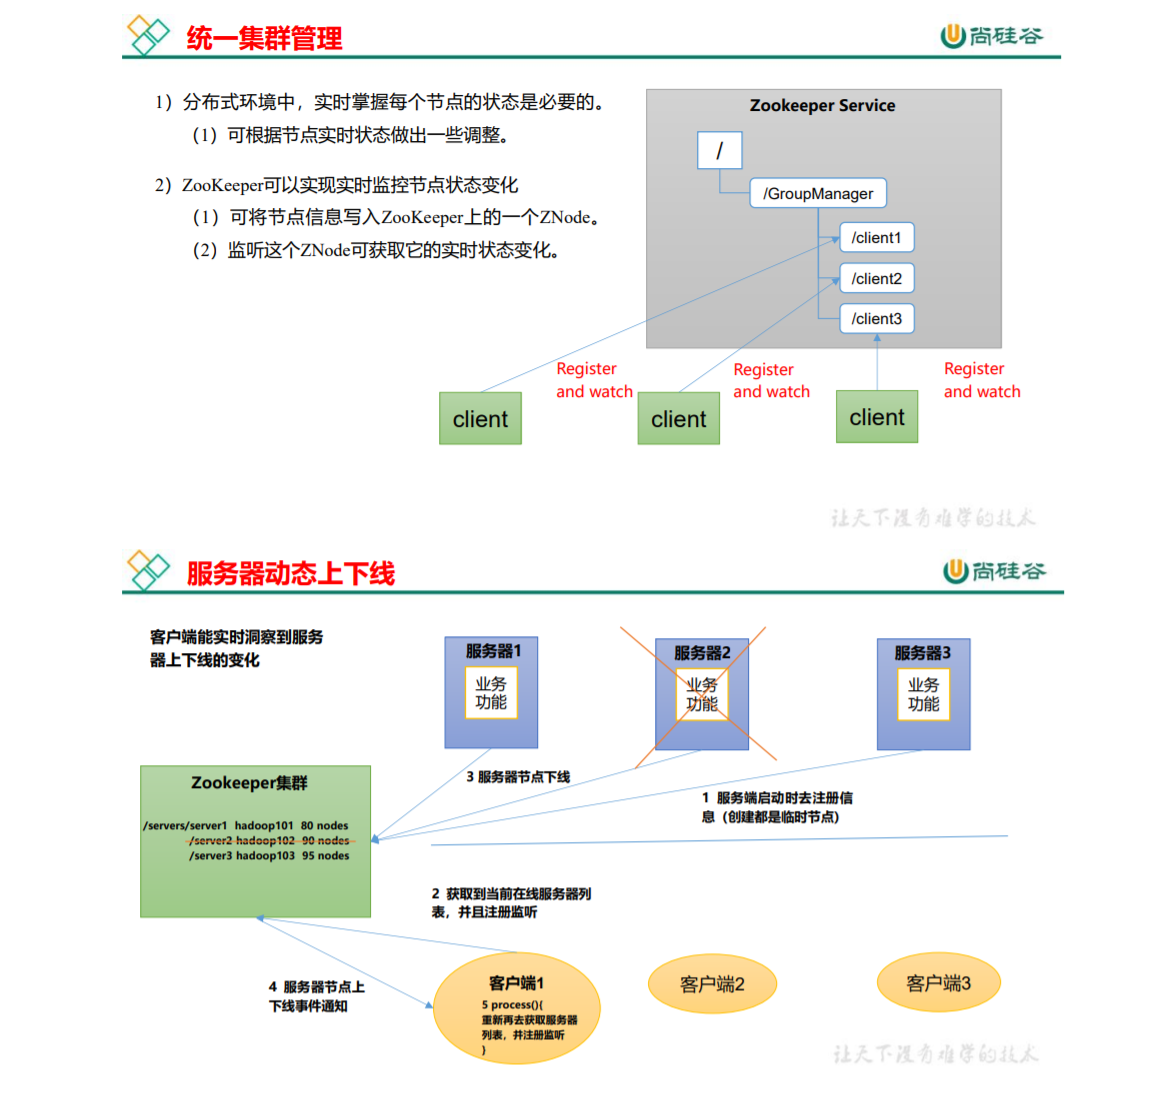 统一集群管理
尚硅谷
1）分布式环境中，实时掌握每个节点的状态是必要的。
（1）可根据节点实时状态做出一些调整。
2）ZooKeeper可以实现实时监控节点状态变化
（1）可将节点信息写入ZooKeeper上的一个ZNode。
（2）监听这个ZNode可获取它的实时状态变化。
Zookeeper Service
/
/GroupManager
/client1
/client2
/client3
Register
and watch
Register
and watch
Register
and watch
client
client
client
让天下没有难学的技术
服务器动态上下线
尚硅谷
客户端能实时洞察到服务
器上下线的变化
服务器1
业务
功能
服务器2
业务
功能
服务器3
业务
功能
3 服务器节点下线
1 服务端启动时去注册信
息（创建都是临时节点）
Zookeeper集群
/servers/server1 hadoop101 80 nodes
/server2 hadoop102 90 nodes
/server3 hadoop103 95 nodes
2 获取到当前在线服务器列
表，并且注册监听
4 服务器节点上
下线事件通知
客户端1
5 process(){
重新再去获取服务器
列表，并注册监听
}
客户端2
客户端3
让天下没有难学的技术